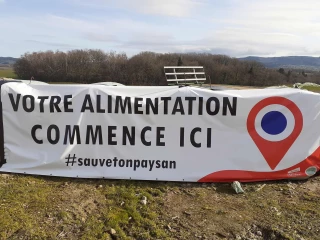 VOTRE ALIMENTATION
COMMENCE ICI
#sauvetonpaysan